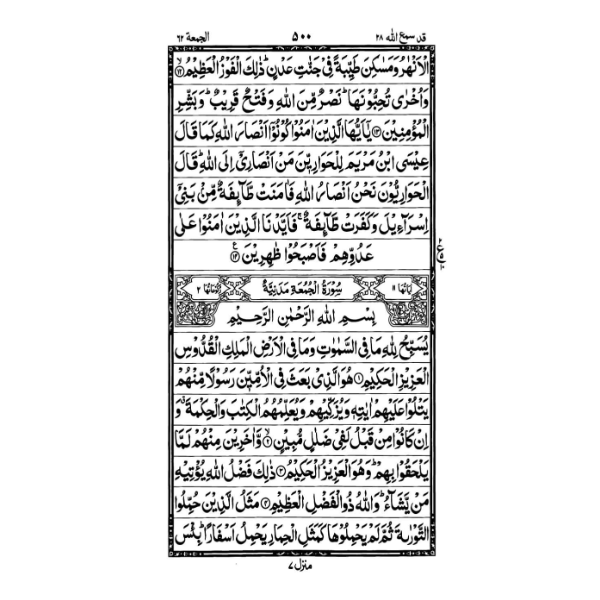 قد سمع الله ٢٨ ٥٠٠ الجمعة ٦٢
الْاَنْهٰرُ وَمَسٰكِنَ طَيِّبَةً فِيْ جَنّٰتِ عَدْنٍ ؕ ذٰلِكَ الْفَوْزُ الْعَظِيْمُ ۙ﴿۱۲﴾
وَاُخْرٰى تُحِبُّوْنَهَا ؕ نَصْرٌ مِّنَ اللّٰهِ وَفَتْحٌ قَرِيْبٌ ؕ وَبَشِّرِ
الْمُؤْمِنِيْنَ ﴿۱۳﴾ يٰۤاَيُّهَا الَّذِيْنَ اٰمَنُوْا كُوْنُوْۤا اَنْصَارَ اللّٰهِ كَمَا قَالَ
عِيْسَى ابْنُ مَرْيَمَ لِلْحَوَارِيّٖنَ مَنْ اَنْصَارِيْۤ اِلَى اللّٰهِ ؕ قَالَ
الْحَوَارِيُّوْنَ نَحْنُ اَنْصَارُ اللّٰهِ فَاٰمَنَتْ طَّآئِفَةٌ مِّنْۢ بَنِيْۤ
اِسْرَآءِيْلَ وَكَفَرَتْ طَّآئِفَةٌ ۚ فَاَيَّدْنَا الَّذِيْنَ اٰمَنُوْا عَلٰى
عَدُوِّهِمْ فَاَصْبَحُوْا ظٰهِرِيْنَ ﴿۱۴﴾ ع
اٰيَاتُهَا ١١ سُوْرَةُ الْجُمُعَةِ مَدَنِيَّةٌ رُكُوْعَاتُهَا ٢
بِسْمِ اللّٰهِ الرَّحْمٰنِ الرَّحِيْمِ
يُسَبِّحُ لِلّٰهِ مَا فِي السَّمٰوٰتِ وَمَا فِي الْاَرْضِ الْمَلِكِ الْقُدُّوْسِ
الْعَزِيْزِ الْحَكِيْمِ ﴿۱﴾ هُوَ الَّذِيْ بَعَثَ فِي الْاُمِّيّٖنَ رَسُوْلًا مِّنْهُمْ
يَتْلُوْا عَلَيْهِمْ اٰيٰتِهٖ وَيُزَكِّيْهِمْ وَيُعَلِّمُهُمُ الْكِتٰبَ وَالْحِكْمَةَ ۗ وَ
اِنْ كَانُوْا مِنْ قَبْلُ لَفِيْ ضَلٰلٍ مُّبِيْنٍ ۙ﴿۲﴾ وَّاٰخَرِيْنَ مِنْهُمْ لَمَّا
يَلْحَقُوْا بِهِمْ ؕ وَهُوَ الْعَزِيْزُ الْحَكِيْمُ ﴿۳﴾ ذٰلِكَ فَضْلُ اللّٰهِ يُؤْتِيْهِ
مَنْ يَّشَآءُ ؕ وَاللّٰهُ ذُو الْفَضْلِ الْعَظِيْمِ ﴿۴﴾ مَثَلُ الَّذِيْنَ حُمِّلُوا
التَّوْرٰىةَ ثُمَّ لَمْ يَحْمِلُوْهَا كَمَثَلِ الْحِمَارِ يَحْمِلُ اَسْفَارًا ؕ بِئْسَ
منزل ٧